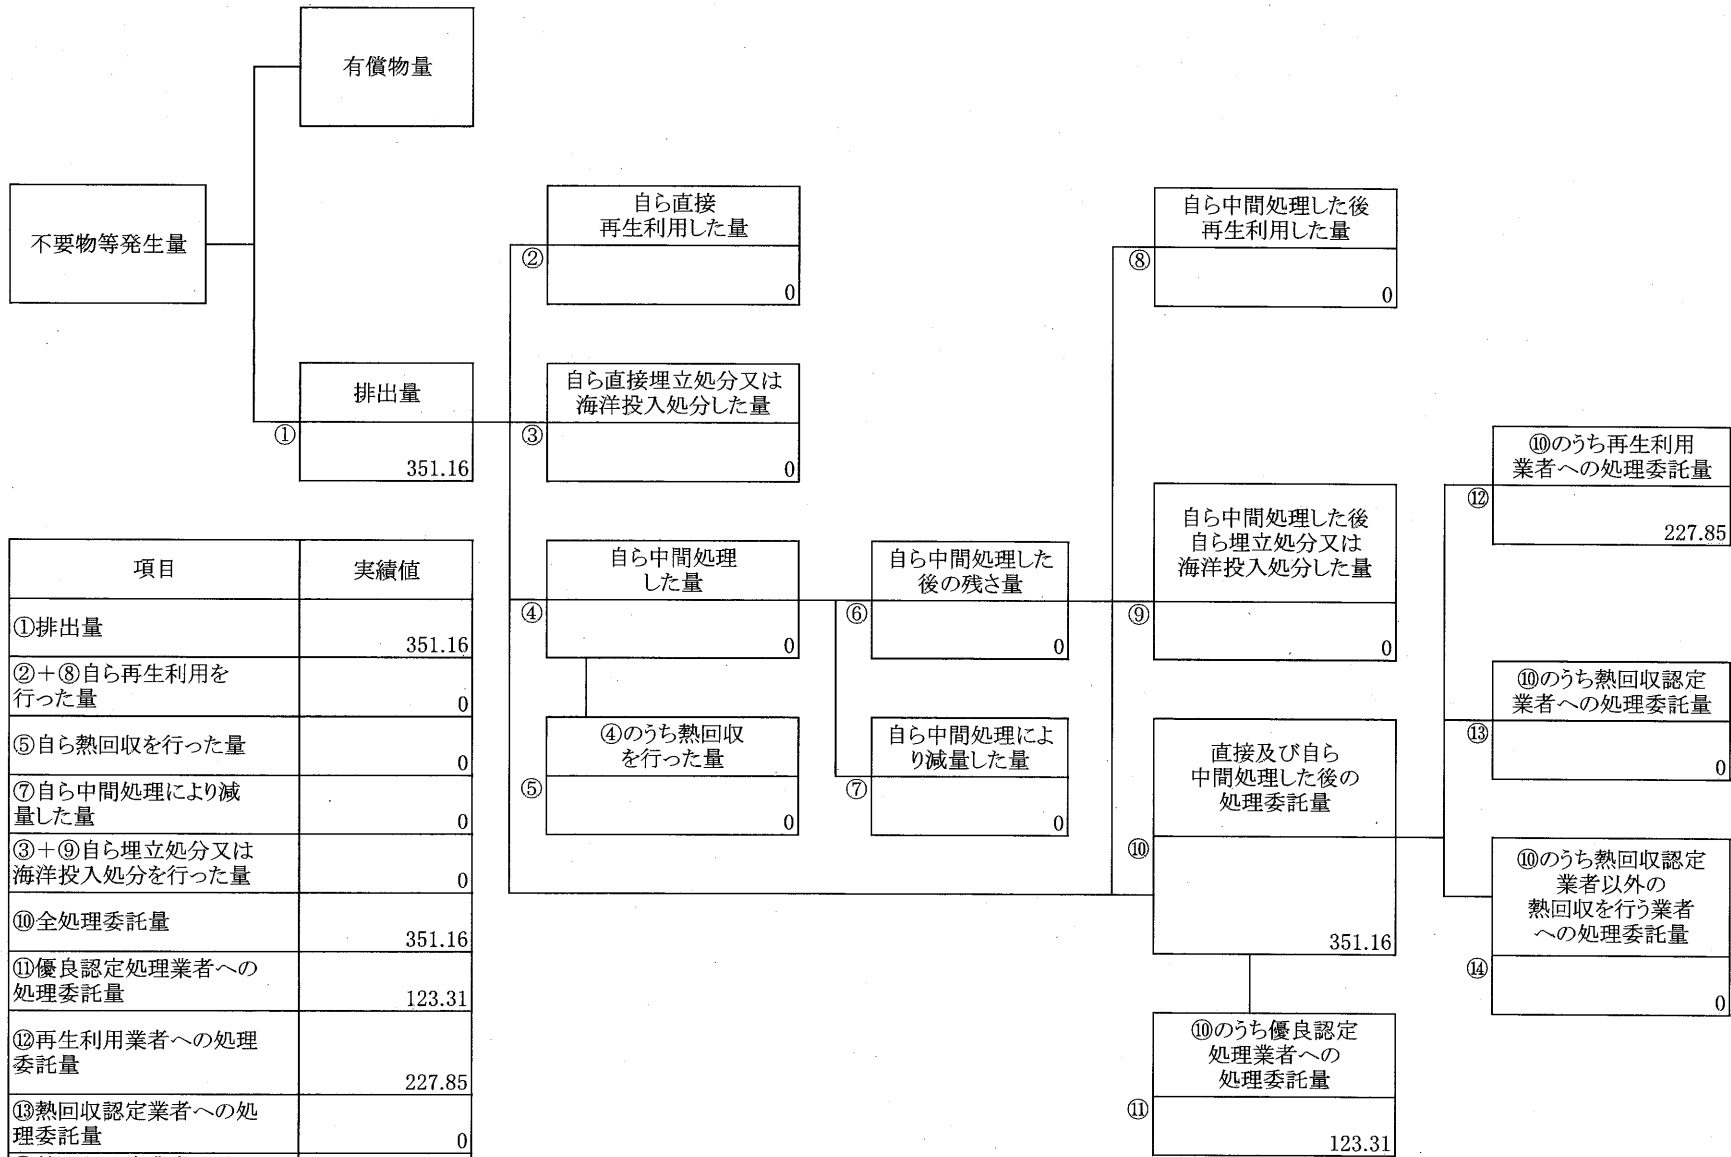 有償物量
不要物等発生量
排出量
①
351.16
自ら直接
再生利用した量
②
0
自ら直接埋立処分又は
海洋投入処分した量
③
0
自ら中間処理
した量
④
0
④のうち熱回収
を行った量
⑤
0
自ら中間処理した
後の残さ量
⑥
0
自ら中間処理によ
り減量した量
⑦
0
自ら中間処理した後
再生利用した量
⑧
0
自ら中間処理した後
自ら埋立処分又は
海洋投入処分した量
⑨
0
直接及び自ら
中間処理した後の
処理委託量
⑩
351.16
⑩のうち優良認定
処理業者への
処理委託量
⑪
123.31
⑩のうち再生利用
業者への処理委託量
⑫
227.85
⑩のうち熱回収認定
業者への処理委託量
⑬
0
⑩のうち熱回収認定
業者以外の
熱回収を行う業者
への処理委託量
⑭
0
項目 実績値
①排出量
351.16
②+⑧自ら再生利用を
行った量
0
⑤自ら熱回収を行った量
0
⑦自ら中間処理により減
量した量
0
③+⑨自ら埋立処分又は
海洋投入処分を行った量
0
⑩全処理委託量
351.16
⑪優良認定処理業者への
処理委託量
123.31
⑫再生利用業者への処理
委託量
227.85
⑬熱回収認定業者への処
理委託量
0